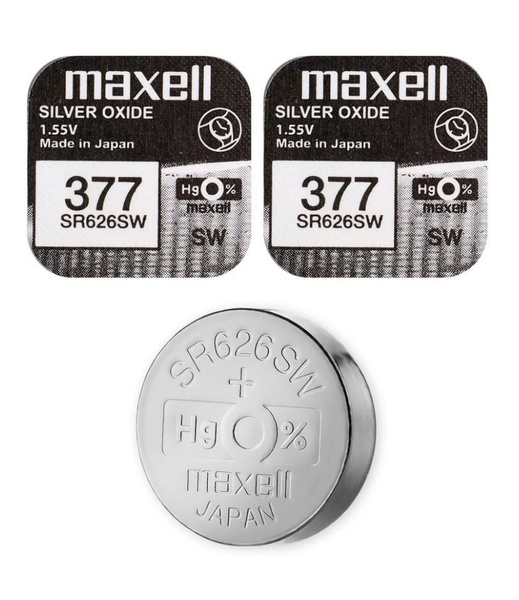 maxell
SILVER OXIDE
1.55V
Made in Japan
377
SR626SW
Hg 0%
maxell
SW
maxell
SILVER OXIDE
1.55V
Made in Japan
377
SR626SW
Hg 0%
maxell
SW
SR626SW
+
Hg 0%
maxell
JAPAN